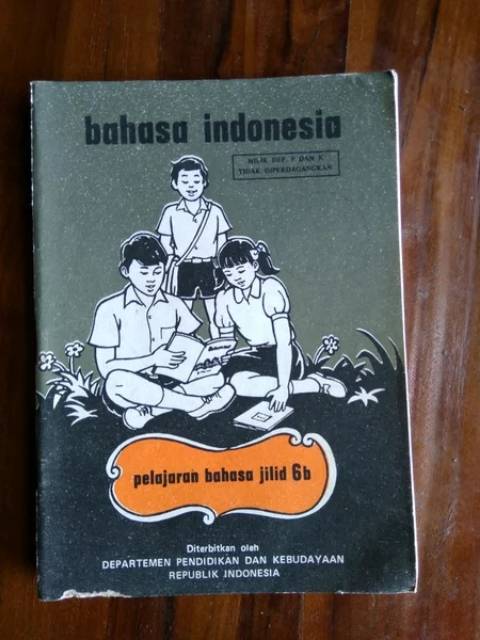 bahasa indonesia
MILIK DEP. P DAN K
TIDAK DIPERDAGANGKAN
pelajaran bahasa jilid 6b
Diterbitkan oleh
DEPARTEMEN PENDIDIKAN DAN KEBUDAYAAN
REPUBLIK INDONESIA